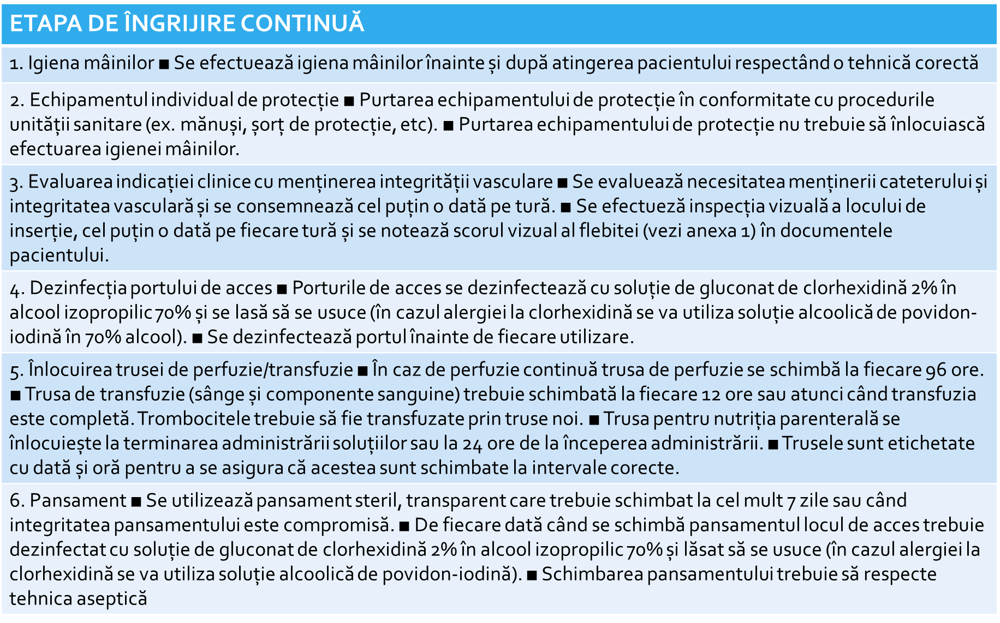 ETAPA DE ÎNGRIJIRE CONTINUĂ
1. Igiena mâinilor ■ Se efectuează igiena mâinilor înainte și după atingerea pacientului respectând o tehnică corectă
2. Echipamentul individual de protecție ■ Purtarea echipamentului de protecție în conformitate cu procedurile
unității sanitare (ex. mănuși, șorț de protecție, etc). ■ Purtarea echipamentului de protecție nu trebuie să înlocuiască
efectuarea igienei mâinilor.
3. Evaluarea indicației clinice cu menținerea integrității vasculare ■ Se evaluează necesitatea menținerii cateterului și
integritatea vasculară și se consemnează cel puțin o dată pe tură. ■ Se efectueză inspecția vizuală a locului de
inserție, cel puțin o dată pe fiecare tură și se notează scorul vizual al flebitei (vezi anexa 1) în documentele
pacientului.
4. Dezinfecția portului de acces ■ Porturile de acces se dezinfectează cu soluție de gluconat de clorhexidină 2% în
alcool izopropilic 70% și se lasă să se usuce (în cazul alergiei la clorhexidină se va utiliza soluție alcoolică de povidon-
iodină în 70% alcool). ■ Se dezinfectează portul înainte de fiecare utilizare.
5. Înlocuirea trusei de perfuzie/transfuzie ■ În caz de perfuzie continuă trusa de perfuzie se schimbă la fiecare 96 ore.
■ Trusa de transfuzie (sânge și componente sanguine) trebuie schimbată la fiecare 12 ore sau atunci când transfuzia
este completă. Trombocitele trebuie să fie transfuzate prin truse noi. ■ Trusa pentru nutriția parenterală se
înlocuiește la terminarea administrării soluțiilor sau la 24 ore de la începerea administrării. ■ Trusele sunt etichetate
cu dată și oră pentru a se asigura că acestea sunt schimbate la intervale corecte.
6. Pansament ■ Se utilizează pansament steril, transparent care trebuie schimbat la cel mult 7 zile sau când
integritatea pansamentului este compromisă. ■ De fiecare dată când se schimbă pansamentul locul de acces trebuie
dezinfectat cu soluție de gluconat de clorhexidină 2% în alcool izopropilic 70% și lăsat să se usuce (în cazul alergiei la
clorhexidină se va utiliza soluție alcoolică de povidon-iodină). ■ Schimbarea pansamentului trebuie să respecte
tehnica aseptică